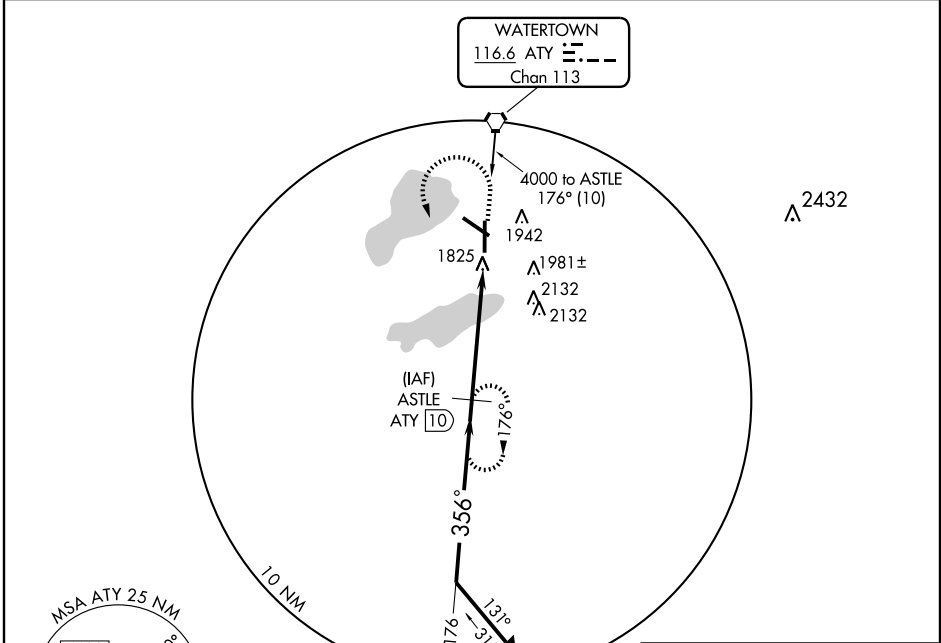 WATERTOWN
116.6 ATY
Chan 113
4000 to ASTLE
176° (10)
2432
1942
1825
1981±
2132
2132
(IAF)
ASTLE
ATY 10
176°
356°
10 NM
131°
176
MSA ATY 25 NM